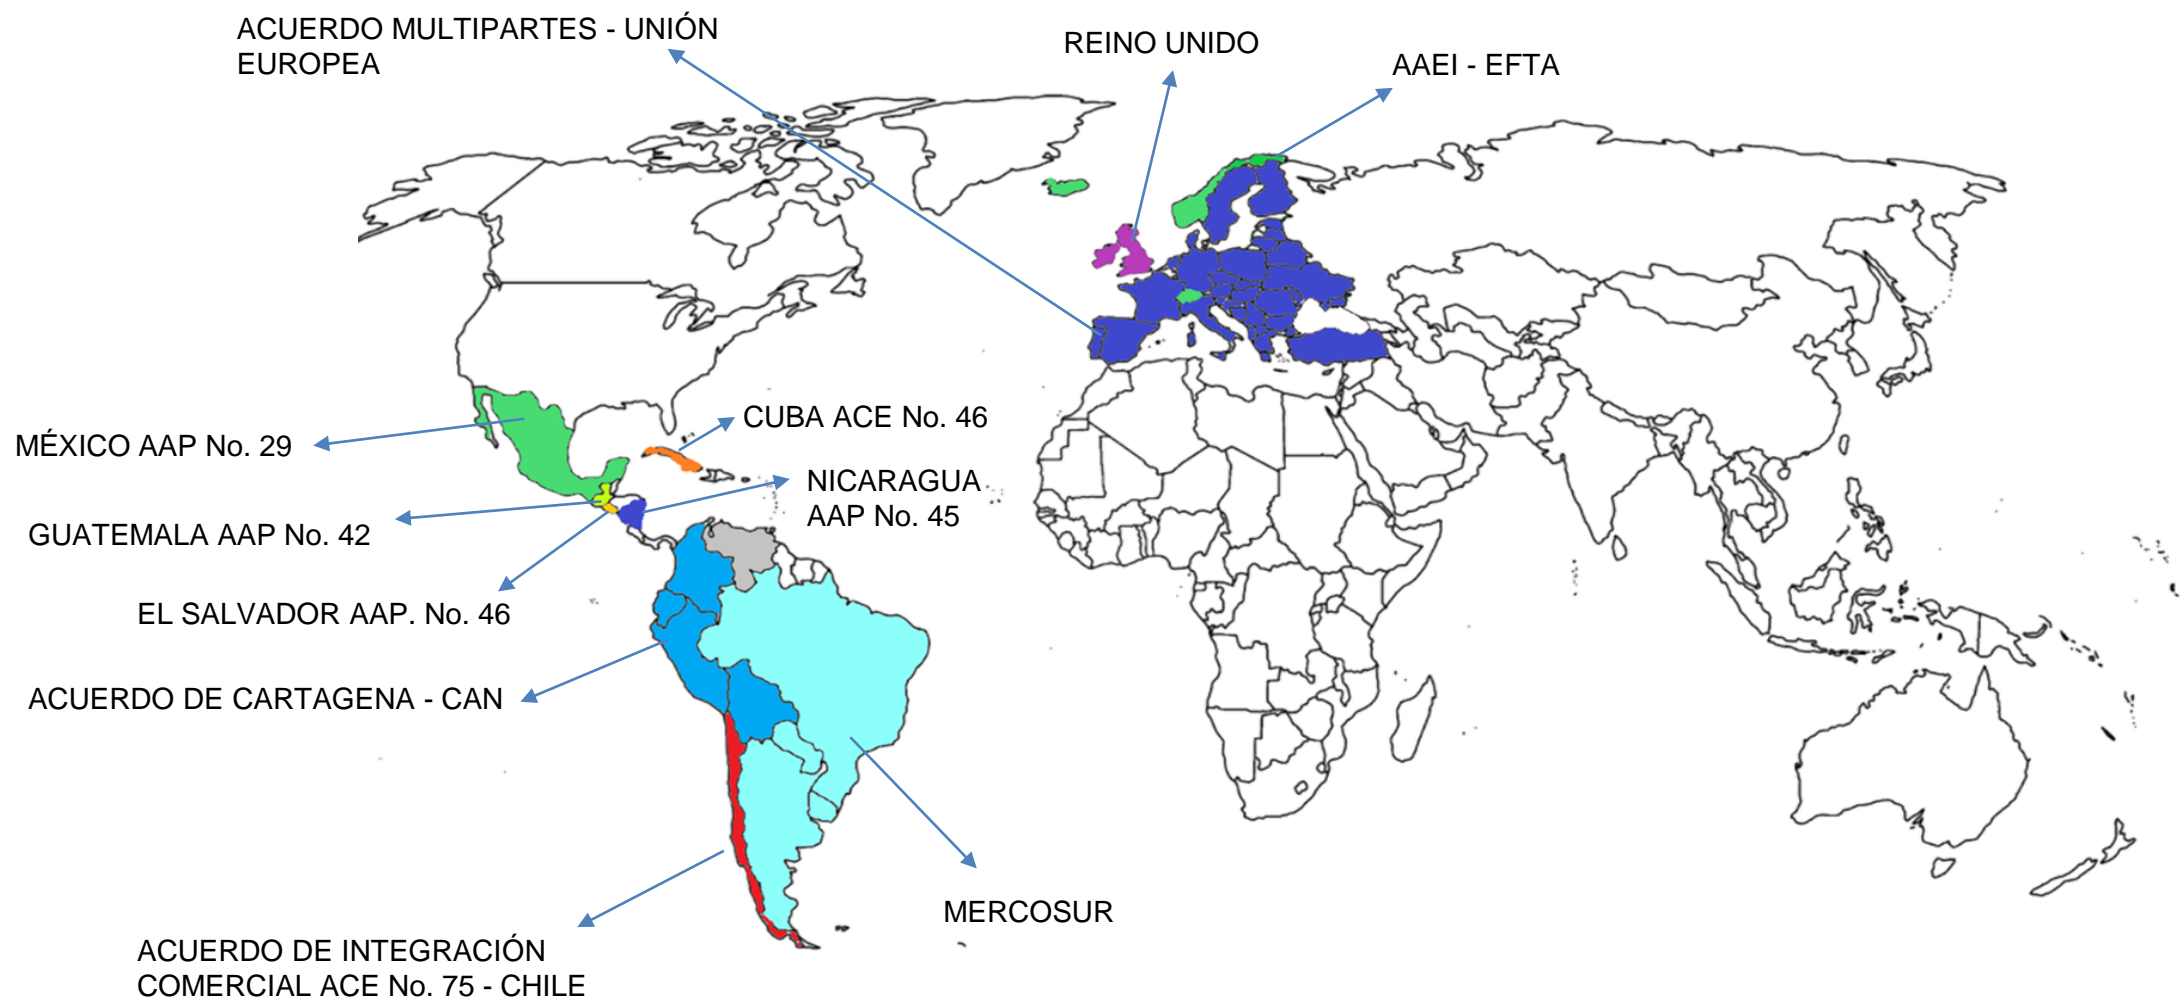 ACUERDO MULTIPARTES - UNIÓN
EUROPEA
REINO UNIDO
AAEI - EFTA
MÉXICO AAP No. 29
CUBA ACE No. 46
NICARAGUA
AAP No. 45
GUATEMALA AAP No. 42
EL SALVADOR AAP. No. 46
ACUERDO DE CARTAGENA - CAN
MERCOSUR
ACUERDO DE INTEGRACIÓN
COMERCIAL ACE No. 75 - CHILE